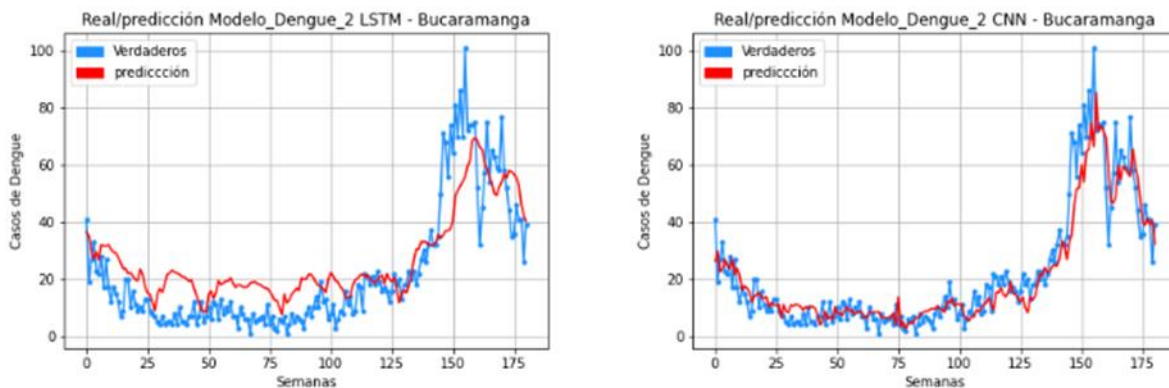 Real/predicción Modelo_Dengue_2 LSTM - Bucaramanga
Verdaderos
prediccción
Casos de Dengue
100
80
60
40
20
0
0 25 50 75 100 125 150 175
Semanas
Real/predicción Modelo_Dengue_2 CNN - Bucaramanga
Verdaderos
prediccción
Casos de Dengue
100
80
60
40
20
0
0 25 50 75 100 125 150 175
Semanas